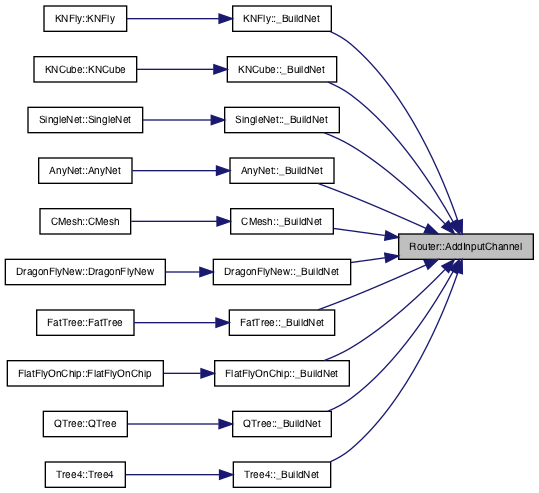 KNFly::KNFly
KNFly::_BuildNet
KNCube::KNCube
KNCube::_BuildNet
SingleNet::SingleNet
SingleNet::_BuildNet
AnyNet::AnyNet
AnyNet::_BuildNet
CMesh::CMesh
CMesh::_BuildNet
Router::AddInputChannel
DragonFlyNew::DragonFlyNew
DragonFlyNew::_BuildNet
FatTree::FatTree
FatTree::_BuildNet
FlatFlyOnChip::FlatFlyOnChip
FlatFlyOnChip::_BuildNet
QTree::QTree
QTree::_BuildNet
Tree4::Tree4
Tree4::_BuildNet